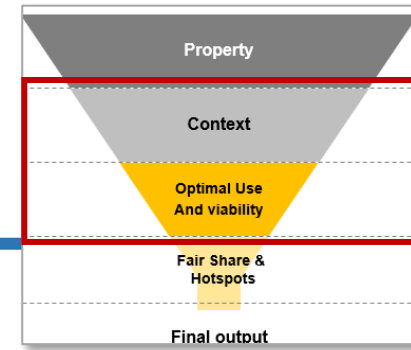 Property
Context
Optimal Use
And viability
Fair Share &
Hotspots
Final output